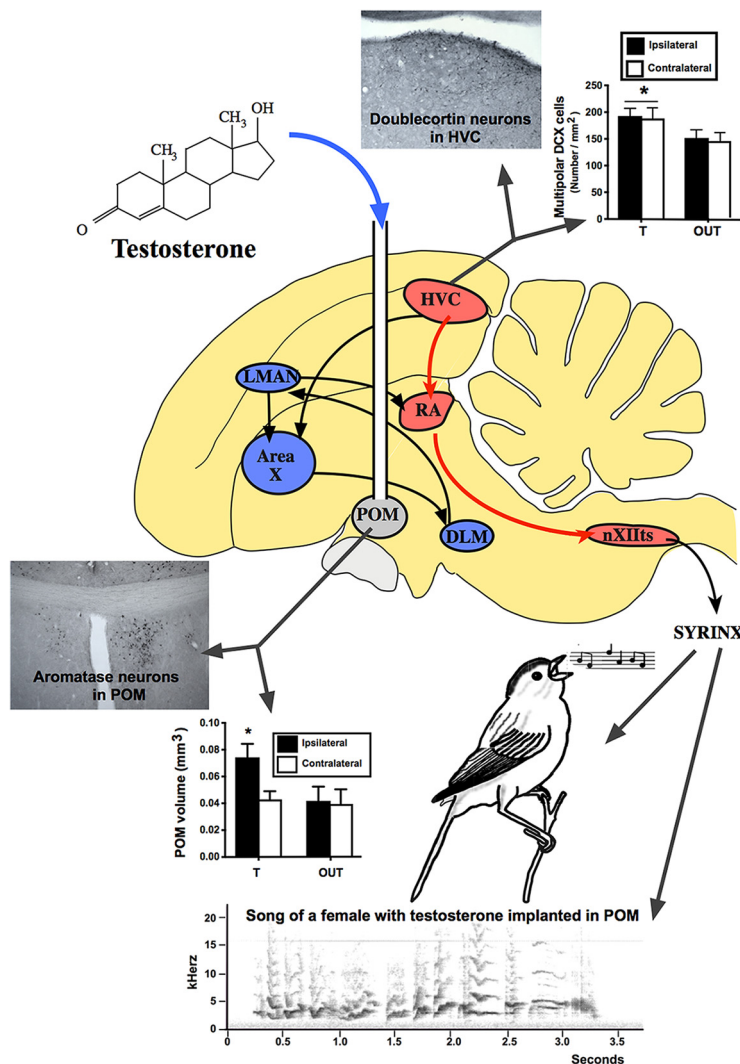 Doublecortin neurons
in HVC
Ipsilateral
Contralateral
Multipolar DCX cells
(Number / mm²)
250
200
150
100
50
0
*
T
OUT
OH
CH3
CH3
O
Testosterone
HVC
LMAN
RA
Area
X
POM
DLM
nXIIts
SYRINX
Aromatase neurons
in POM
POM volume (mm3)
0.10
0.08
0.06
0.04
0.02
0.00
*
Ipsilateral
Contralateral
T
OUT
Song of a female with testosterone implanted in POM
kHerz
20
15
10
5
0
0
0.5
1.0
1.5
2.0
2.5
3.0
3.5
Seconds